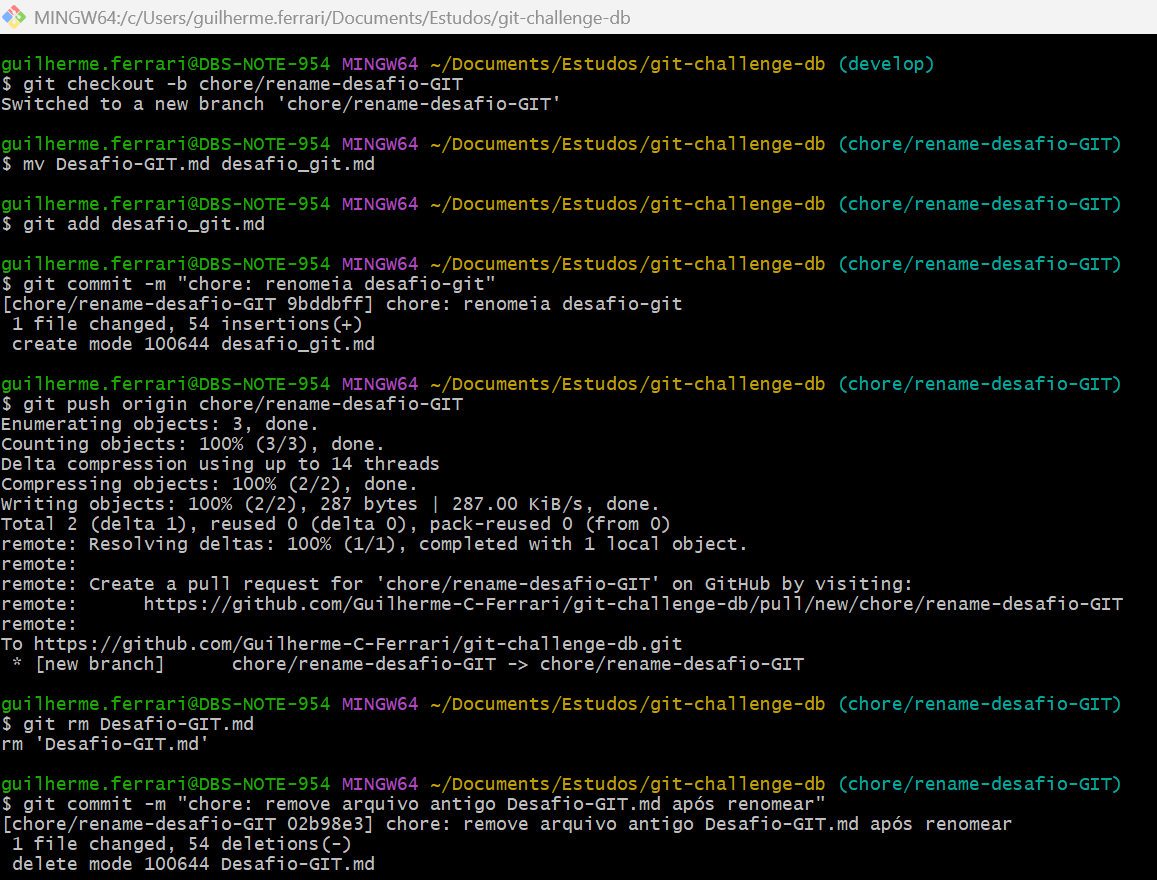 MINGW64:/c/Users/guilherme.ferrari/Documents/Estudos/git-challenge-db
guilherme.ferrari@DBS-NOTE-954 MINGW64 ~/Documents/Estudos/git-challenge-db (develop)
$ git checkout -b chore/rename-desafio-GIT
Switched to a new branch 'chore/rename-desafio-GIT'
guilherme.ferrari@DBS-NOTE-954 MINGW64 ~/Documents/Estudos/git-challenge-db (chore/rename-desafio-GIT)
$ mv Desafio-GIT.md desafio_git.md
guilherme.ferrari@DBS-NOTE-954 MINGW64 ~/Documents/Estudos/git-challenge-db (chore/rename-desafio-GIT)
$ git add desafio_git.md
guilherme.ferrari@DBS-NOTE-954 MINGW64 ~/Documents/Estudos/git-challenge-db (chore/rename-desafio-GIT)
$ git commit -m "chore: renomeia desafio-git"
[chore/rename-desafio-GIT 9bddbff] chore: renomeia desafio-git
 1 file changed, 54 insertions(+)
 create mode 100644 desafio_git.md
guilherme.ferrari@DBS-NOTE-954 MINGW64 ~/Documents/Estudos/git-challenge-db (chore/rename-desafio-GIT)
$ git push origin chore/rename-desafio-GIT
Enumerating objects: 3, done.
Counting objects: 100% (3/3), done.
Delta compression using up to 14 threads
Compressing objects: 100% (2/2), done.
Writing objects: 100% (2/2), 287 bytes | 287.00 KiB/s, done.
Total 2 (delta 1), reused 0 (delta 0), pack-reused 0 (from 0)
remote: Resolving deltas: 100% (1/1), completed with 1 local object.
remote:
remote: Create a pull request for 'chore/rename-desafio-GIT' on GitHub by visiting:
remote:      https://github.com/Guilherme-C-Ferrari/git-challenge-db/pull/new/chore/rename-desafio-GIT
remote:
To https://github.com/Guilherme-C-Ferrari/git-challenge-db.git
 * [new branch]      chore/rename-desafio-GIT -> chore/rename-desafio-GIT
guilherme.ferrari@DBS-NOTE-954 MINGW64 ~/Documents/Estudos/git-challenge-db (chore/rename-desafio-GIT)
$ git rm Desafio-GIT.md
rm 'Desafio-GIT.md'
guilherme.ferrari@DBS-NOTE-954 MINGW64 ~/Documents/Estudos/git-challenge-db (chore/rename-desafio-GIT)
$ git commit -m "chore: remove arquivo antigo Desafio-GIT.md após renomear"
[chore/rename-desafio-GIT 02b98e3] chore: remove arquivo antigo Desafio-GIT.md após renomear
 1 file changed, 54 deletions(-)
 delete mode 100644 Desafio-GIT.md